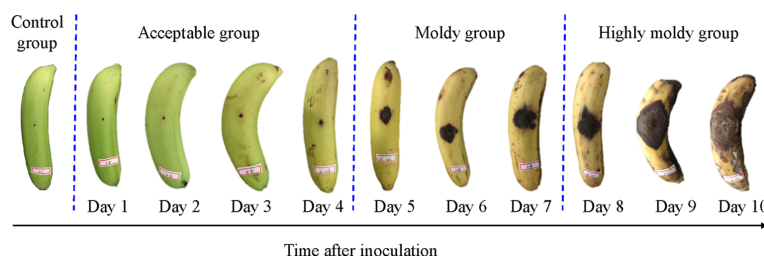 Control
group
Acceptable group
Moldy group
Highly moldy group
Day 1
Day 2
Day 3
Day 4
Day 5
Day 6
Day 7
Day 8
Day 9
Day 10
Time after inoculation